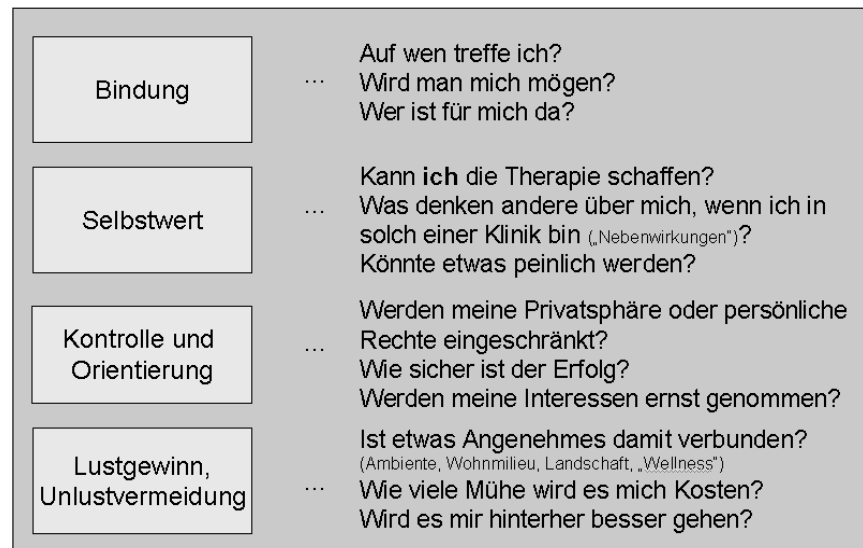 Bindung
...
Auf wen treffe ich?
Wird man mich mögen?
Wer ist für mich da?
Selbstwert
...
Kann ich die Therapie schaffen?
Was denken andere über mich, wenn ich in
solch einer Klinik bin („Nebenwirkungen“)?
Könnte etwas peinlich werden?
Kontrolle und
Orientierung
...
Werden meine Privatsphäre oder persönliche
Rechte eingeschränkt?
Wie sicher ist der Erfolg?
Werden meine Interessen ernst genommen?
Lustgewinn,
Unlustvermeidung
...
Ist etwas Angenehmes damit verbunden?
(Ambiente, Wohnmilieu, Landschaft, „Wellness“)
Wie viele Mühe wird es mich Kosten?
Wird es mir hinterher besser gehen?